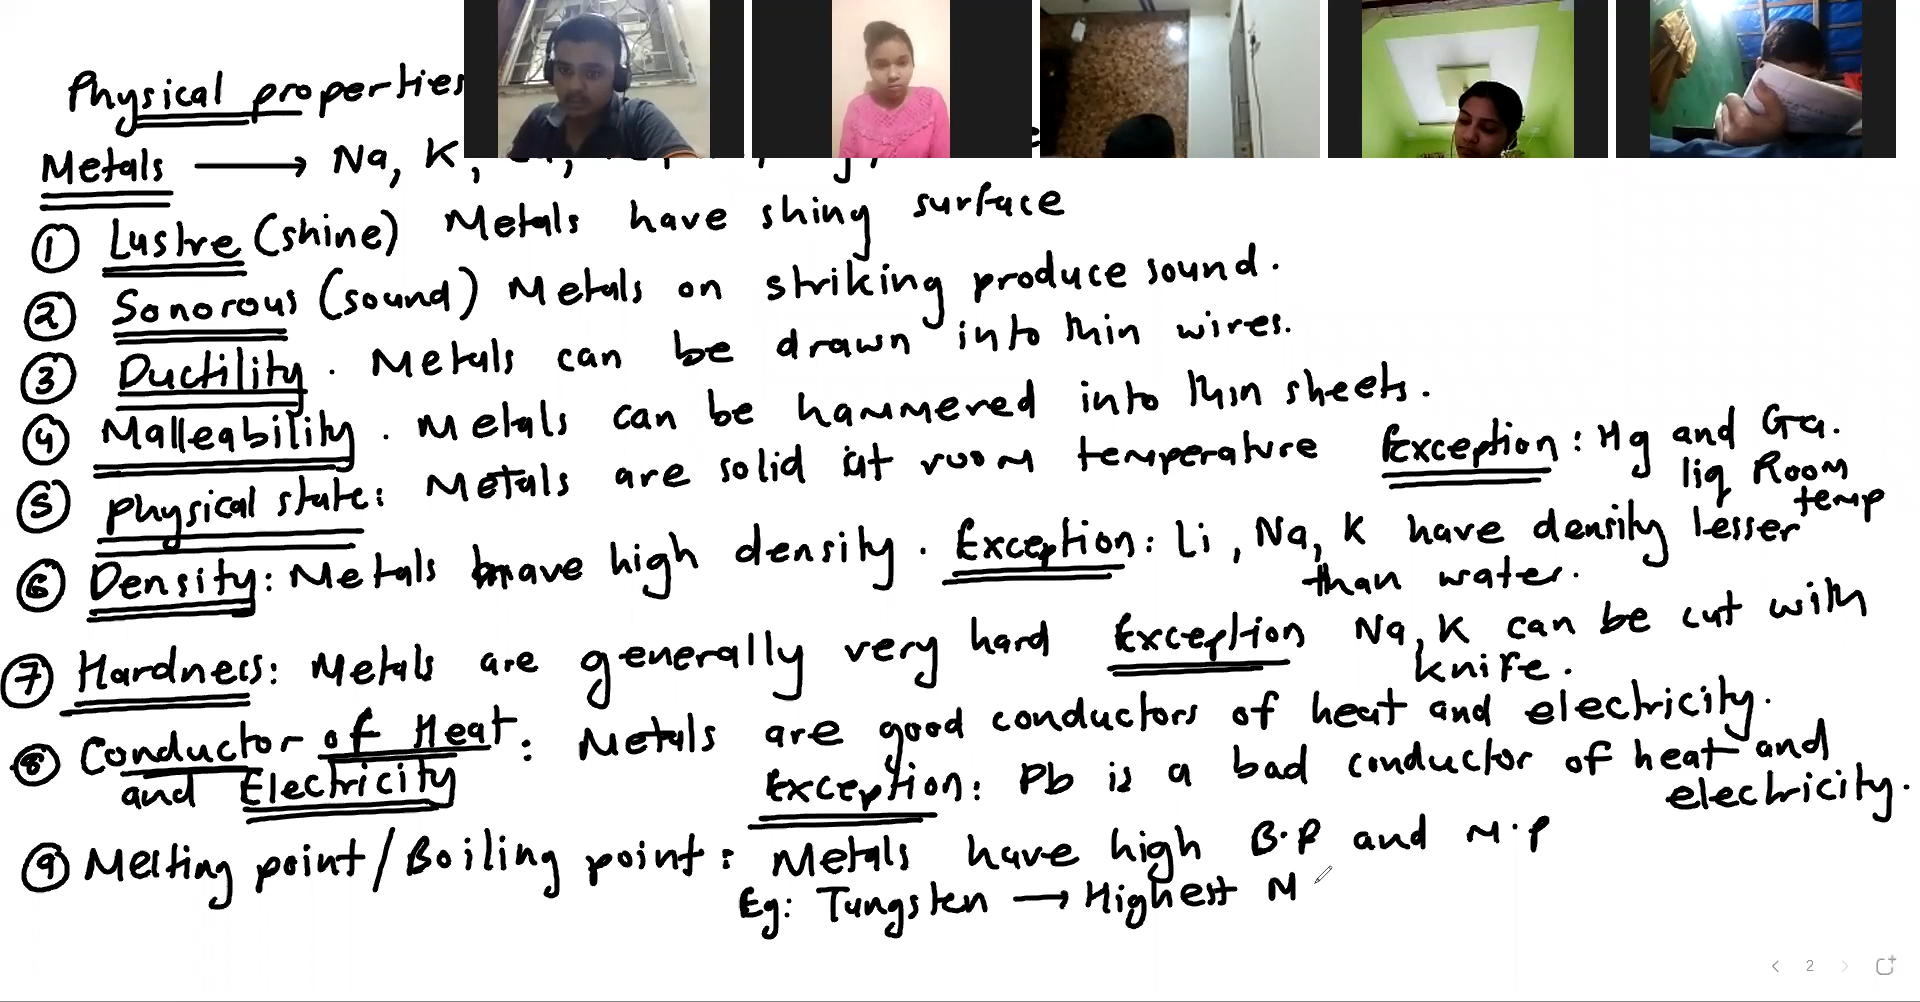 Physical properties
Metals → Na, K,
① Lustre (shine) Metals have shing surface
② Sonorous (sound) Metals on striking produce sound.
③ Ductility. Metals can be drawn into thin wires.
④ Malleability. Metals can be hammered into thin sheets.
⑤ Physical state: Metals are solid at room temperature Exception: Hg and Ga.
liq Room temp
⑥ Density: Metals have high density. Exception: Li, Na, K have density lesser
than water.
⑦ Hardness: Metals are generally very hard Exception Na, K can be cut with
knife.
⑧ Conductor of Heat and Electricity: Metals are good conductors of heat and electricity.
Exception: Pb is a bad conductor of heat and
electricity.
⑨ Melting point/Boiling point: Metals have high B.P and M.P
Eg: Tungsten → Highest M
2